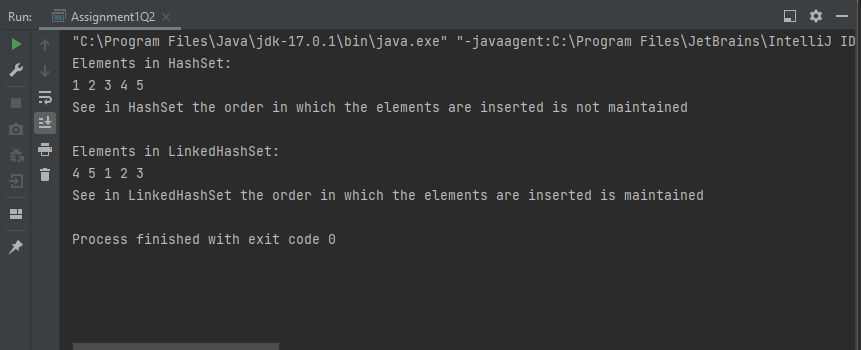 Run: Assignment1Q2
"C:\Program Files\Java\jdk-17.0.1\bin\java.exe" "-javaagent:C:\Program Files\JetBrains\IntelliJ ID
Elements in HashSet:
1 2 3 4 5
See in HashSet the order in which the elements are inserted is not maintained
Elements in LinkedHashSet:
4 5 1 2 3
See in LinkedHashSet the order in which the elements are inserted is maintained
Process finished with exit code 0